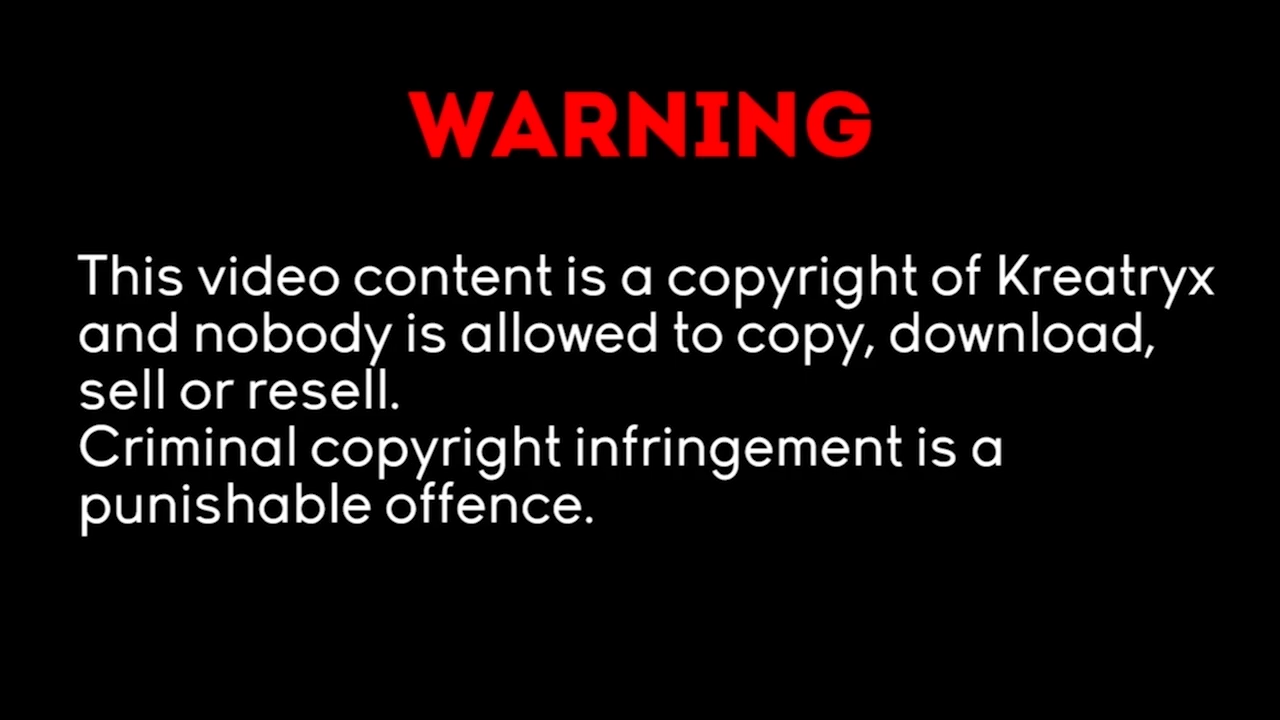 WARNING
This video content is a copyright of Kreatryx
and nobody is allowed to copy, download,
sell or resell.
Criminal copyright infringement is a
punishable offence.